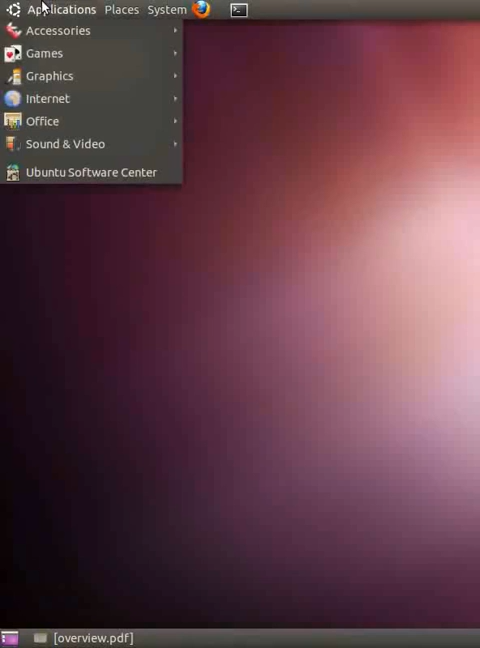 Applications Places System
Accessories
Games
Graphics
Internet
Office
Sound & Video
Ubuntu Software Center
[overview.pdf]